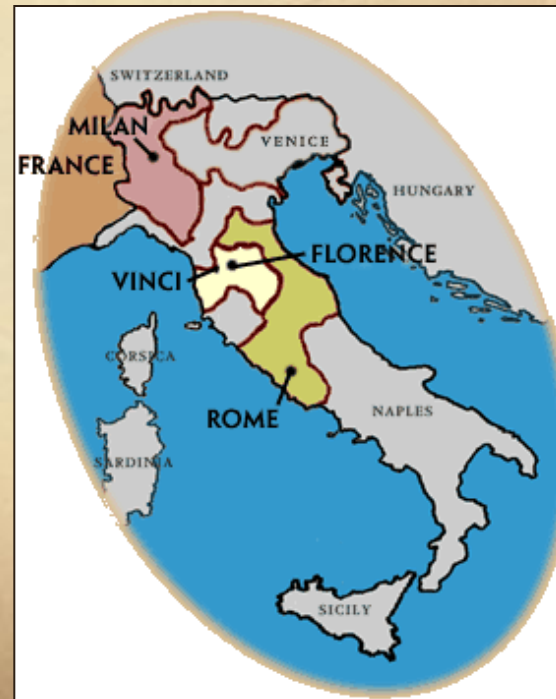 SWITZERLAND
MILAN
VENICE
FRANCE
HUNGARY
FLORENCE
VINCI
CORSICA
ROME
NAPLES
SARDINIA
SICILY